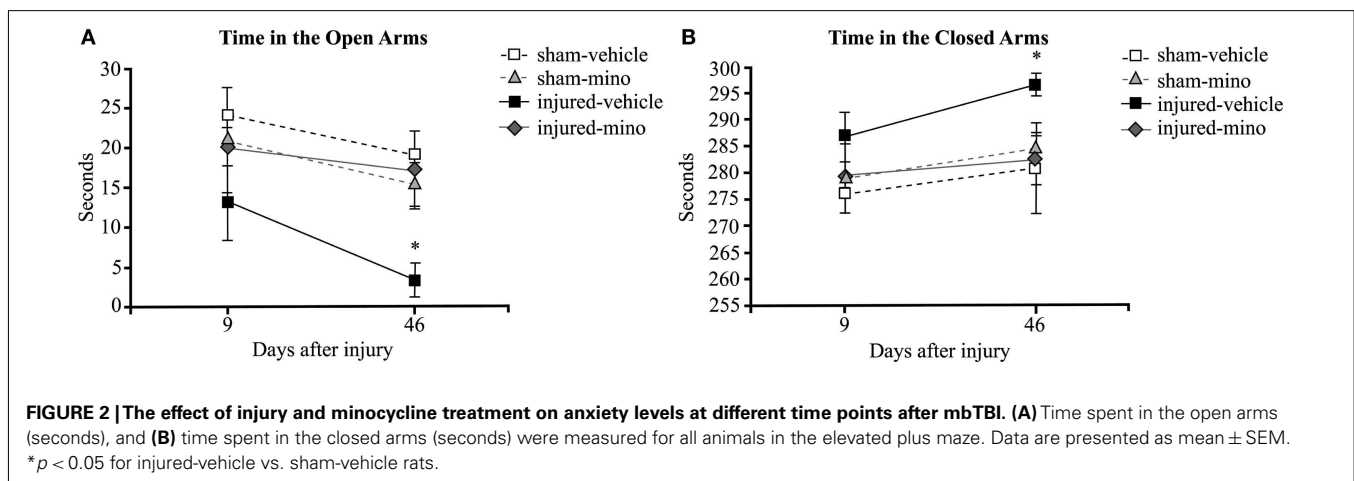 A
Time in the Open Arms
sham-vehicle
sham-mino
injured-vehicle
injured-mino
Seconds
30
25
20
15
10
5
0
*
9
46
Days after injury
B
Time in the Closed Arms
sham-vehicle
sham-mino
injured-vehicle
injured-mino
Seconds
300
295
290
285
280
275
270
265
260
255
*
9
46
Days after injury
FIGURE 2 | The effect of injury and minocycline treatment on anxiety levels at different time points after mbTBI. (A) Time spent in the open arms
(seconds), and (B) time spent in the closed arms (seconds) were measured for all animals in the elevated plus maze. Data are presented as mean ± SEM.
*p < 0.05 for injured-vehicle vs. sham-vehicle rats.